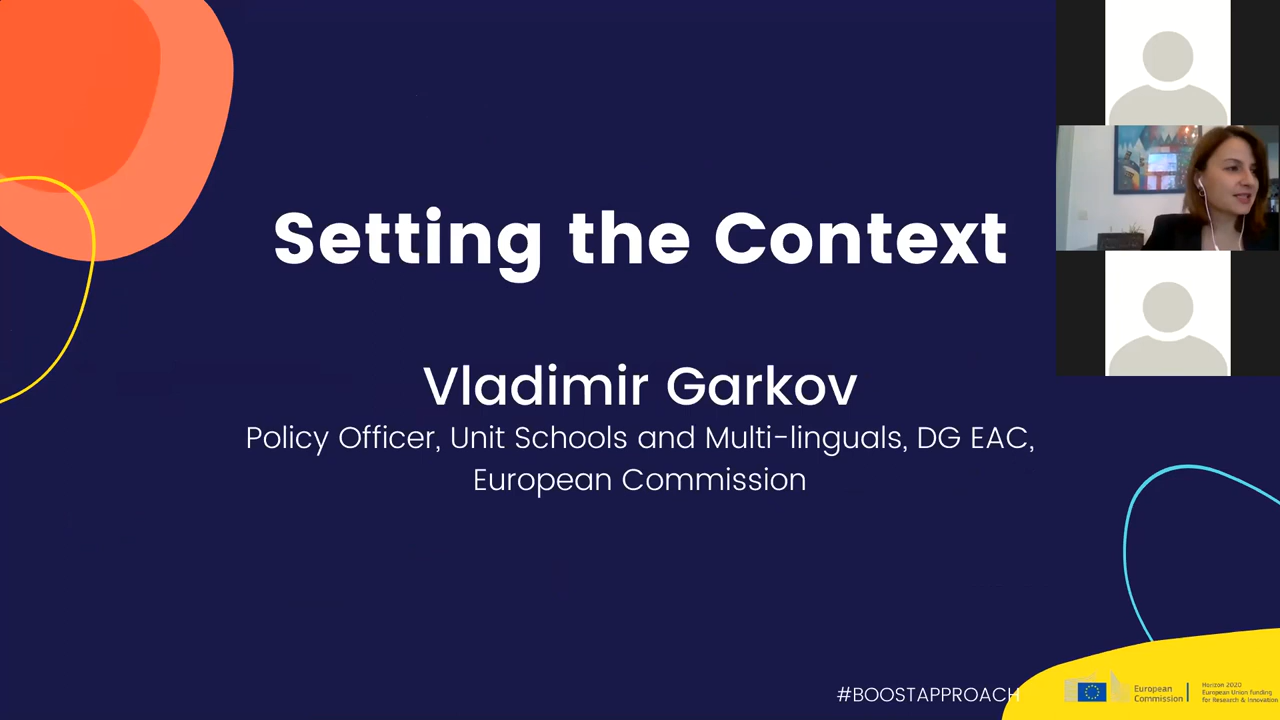 Setting the Context
Vladimir Garkov
Policy Officer, Unit Schools and Multi-linguals, DG EAC,
European Commission
#BOOSTAPPROACH
European
Commission
Horizon 2020
European Union funding
for Research & Innovation